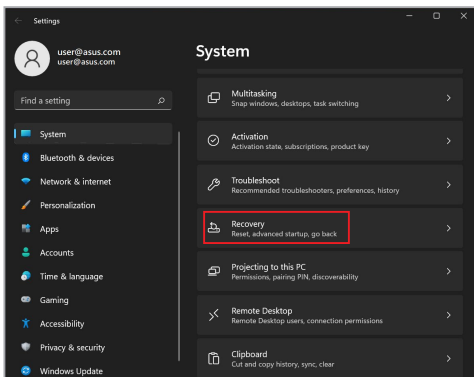 Settings
user@asus.com
user@asus.com
Find a setting
System
Bluetooth & devices
Network & internet
Personalization
Apps
Accounts
Time & language
Gaming
Accessibility
Privacy & security
Windows Update
System
Multitasking
Snap windows, desktops, task switching
Activation
Activation state, subscriptions, product key
Troubleshoot
Recommended troubleshooters, preferences, history
Recovery
Reset, advanced startup, go back
Projecting to this PC
Permissions, pairing PIN, discoverability
Remote Desktop
Remote Desktop users, connection permissions
Clipboard
Cut and copy history, sync, clear